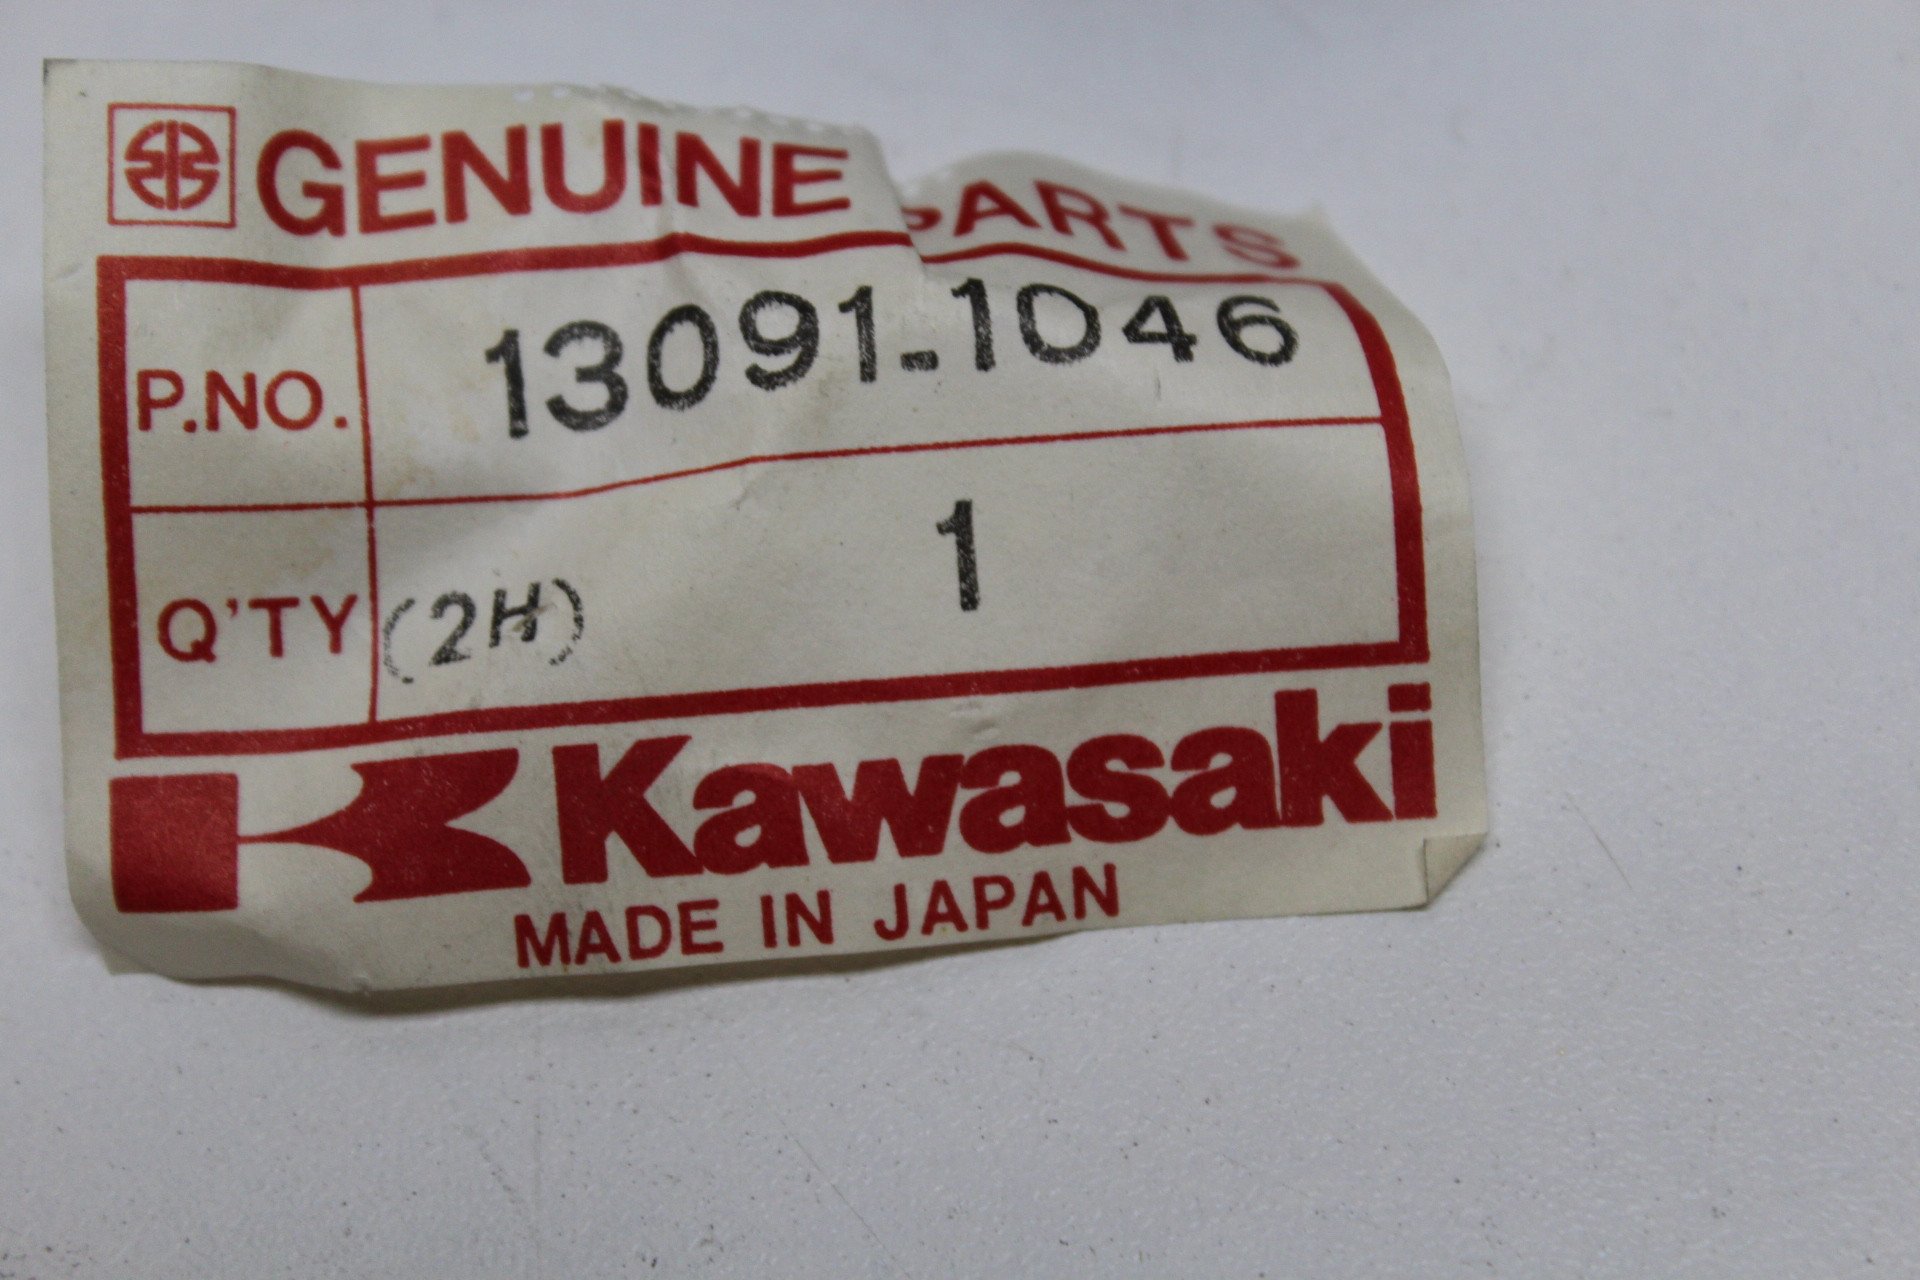 GENUINE PARTS
P.NO. 13091-1046
Q'TY (2H) 1
Kawasaki
MADE IN JAPAN